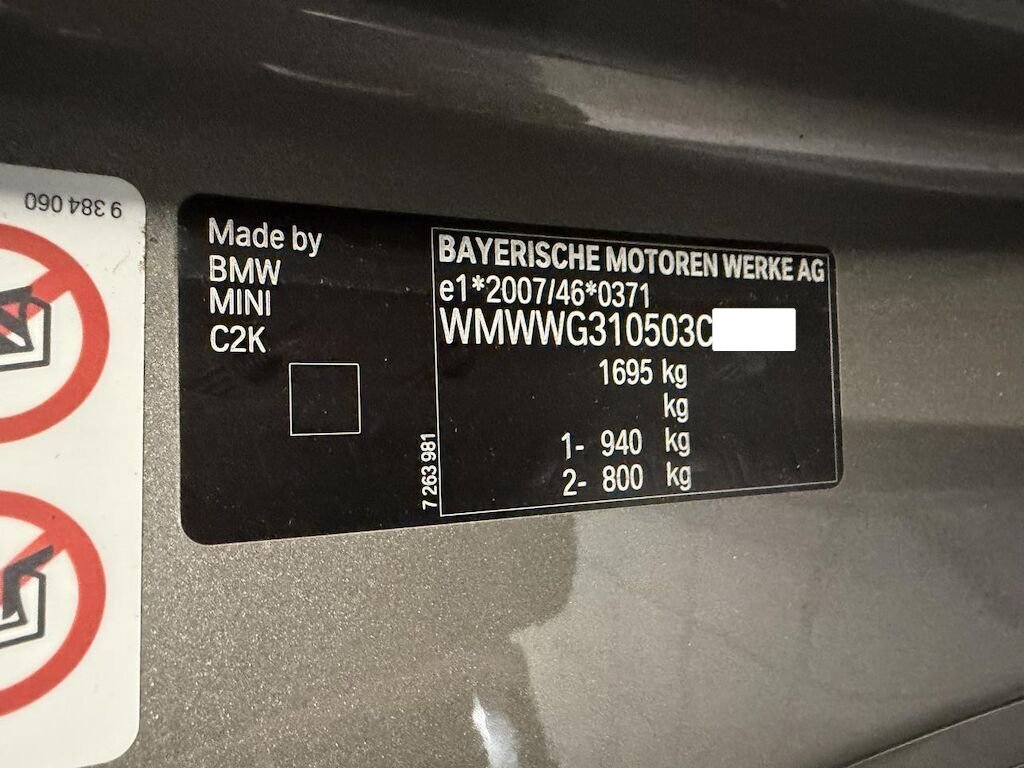 9 384 060
Made by
BMW
MINI
C2K
BAYERISCHE MOTOREN WERKE AG
e1*2007/46*0371
WMWWG310503C
1695 kg
kg
1- 940 kg
2- 800 kg
7 263 981